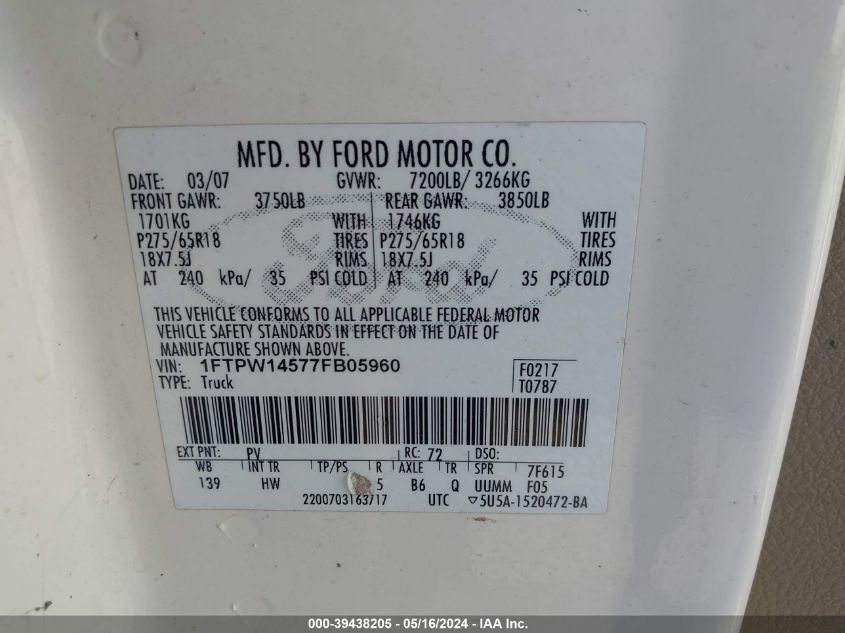 MFD. BY FORD MOTOR CO.
DATE: 03/07 GVWR: 7200LB/ 3266KG
FRONT GAWR: 3750LB REAR GAWR: 3850LB
1701KG WITH 1746KG WITH
P275/65R18 TIRES P275/65R18 TIRES
18X7.5J RIMS 18X7.5J RIMS
AT 240 kPa/ 35 PSI COLD AT 240 kPa/ 35 PSI COLD
Ford
THIS VEHICLE CONFORMS TO ALL APPLICABLE FEDERAL MOTOR
VEHICLE SAFETY STANDARDS IN EFFECT ON THE DATE OF
MANUFACTURE SHOWN ABOVE.
VIN: 1FTPW14577FB05960 F0217
TYPE: Truck T0787
EXT PNT: PV RC: 72 DSO:
WB INT TR TP/PS R AXLE TR SPR 7F615
139 HW 5 B6 Q UUMM F05
2200703163717 UTC ▽5U5A-1520472-BA
000-39438205 - 05/16/2024 - IAA Inc.